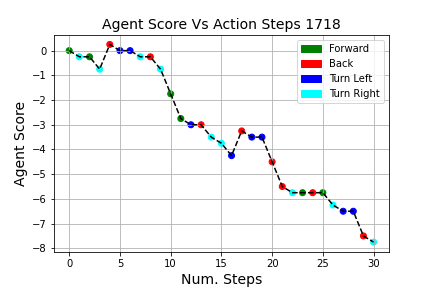 Agent Score Vs Action Steps 1718
Forward
Back
Turn Left
Turn Right
Agent Score
0
−1
−2
−3
−4
−5
−6
−7
−8
0 5 10 15 20 25 30
Num. Steps